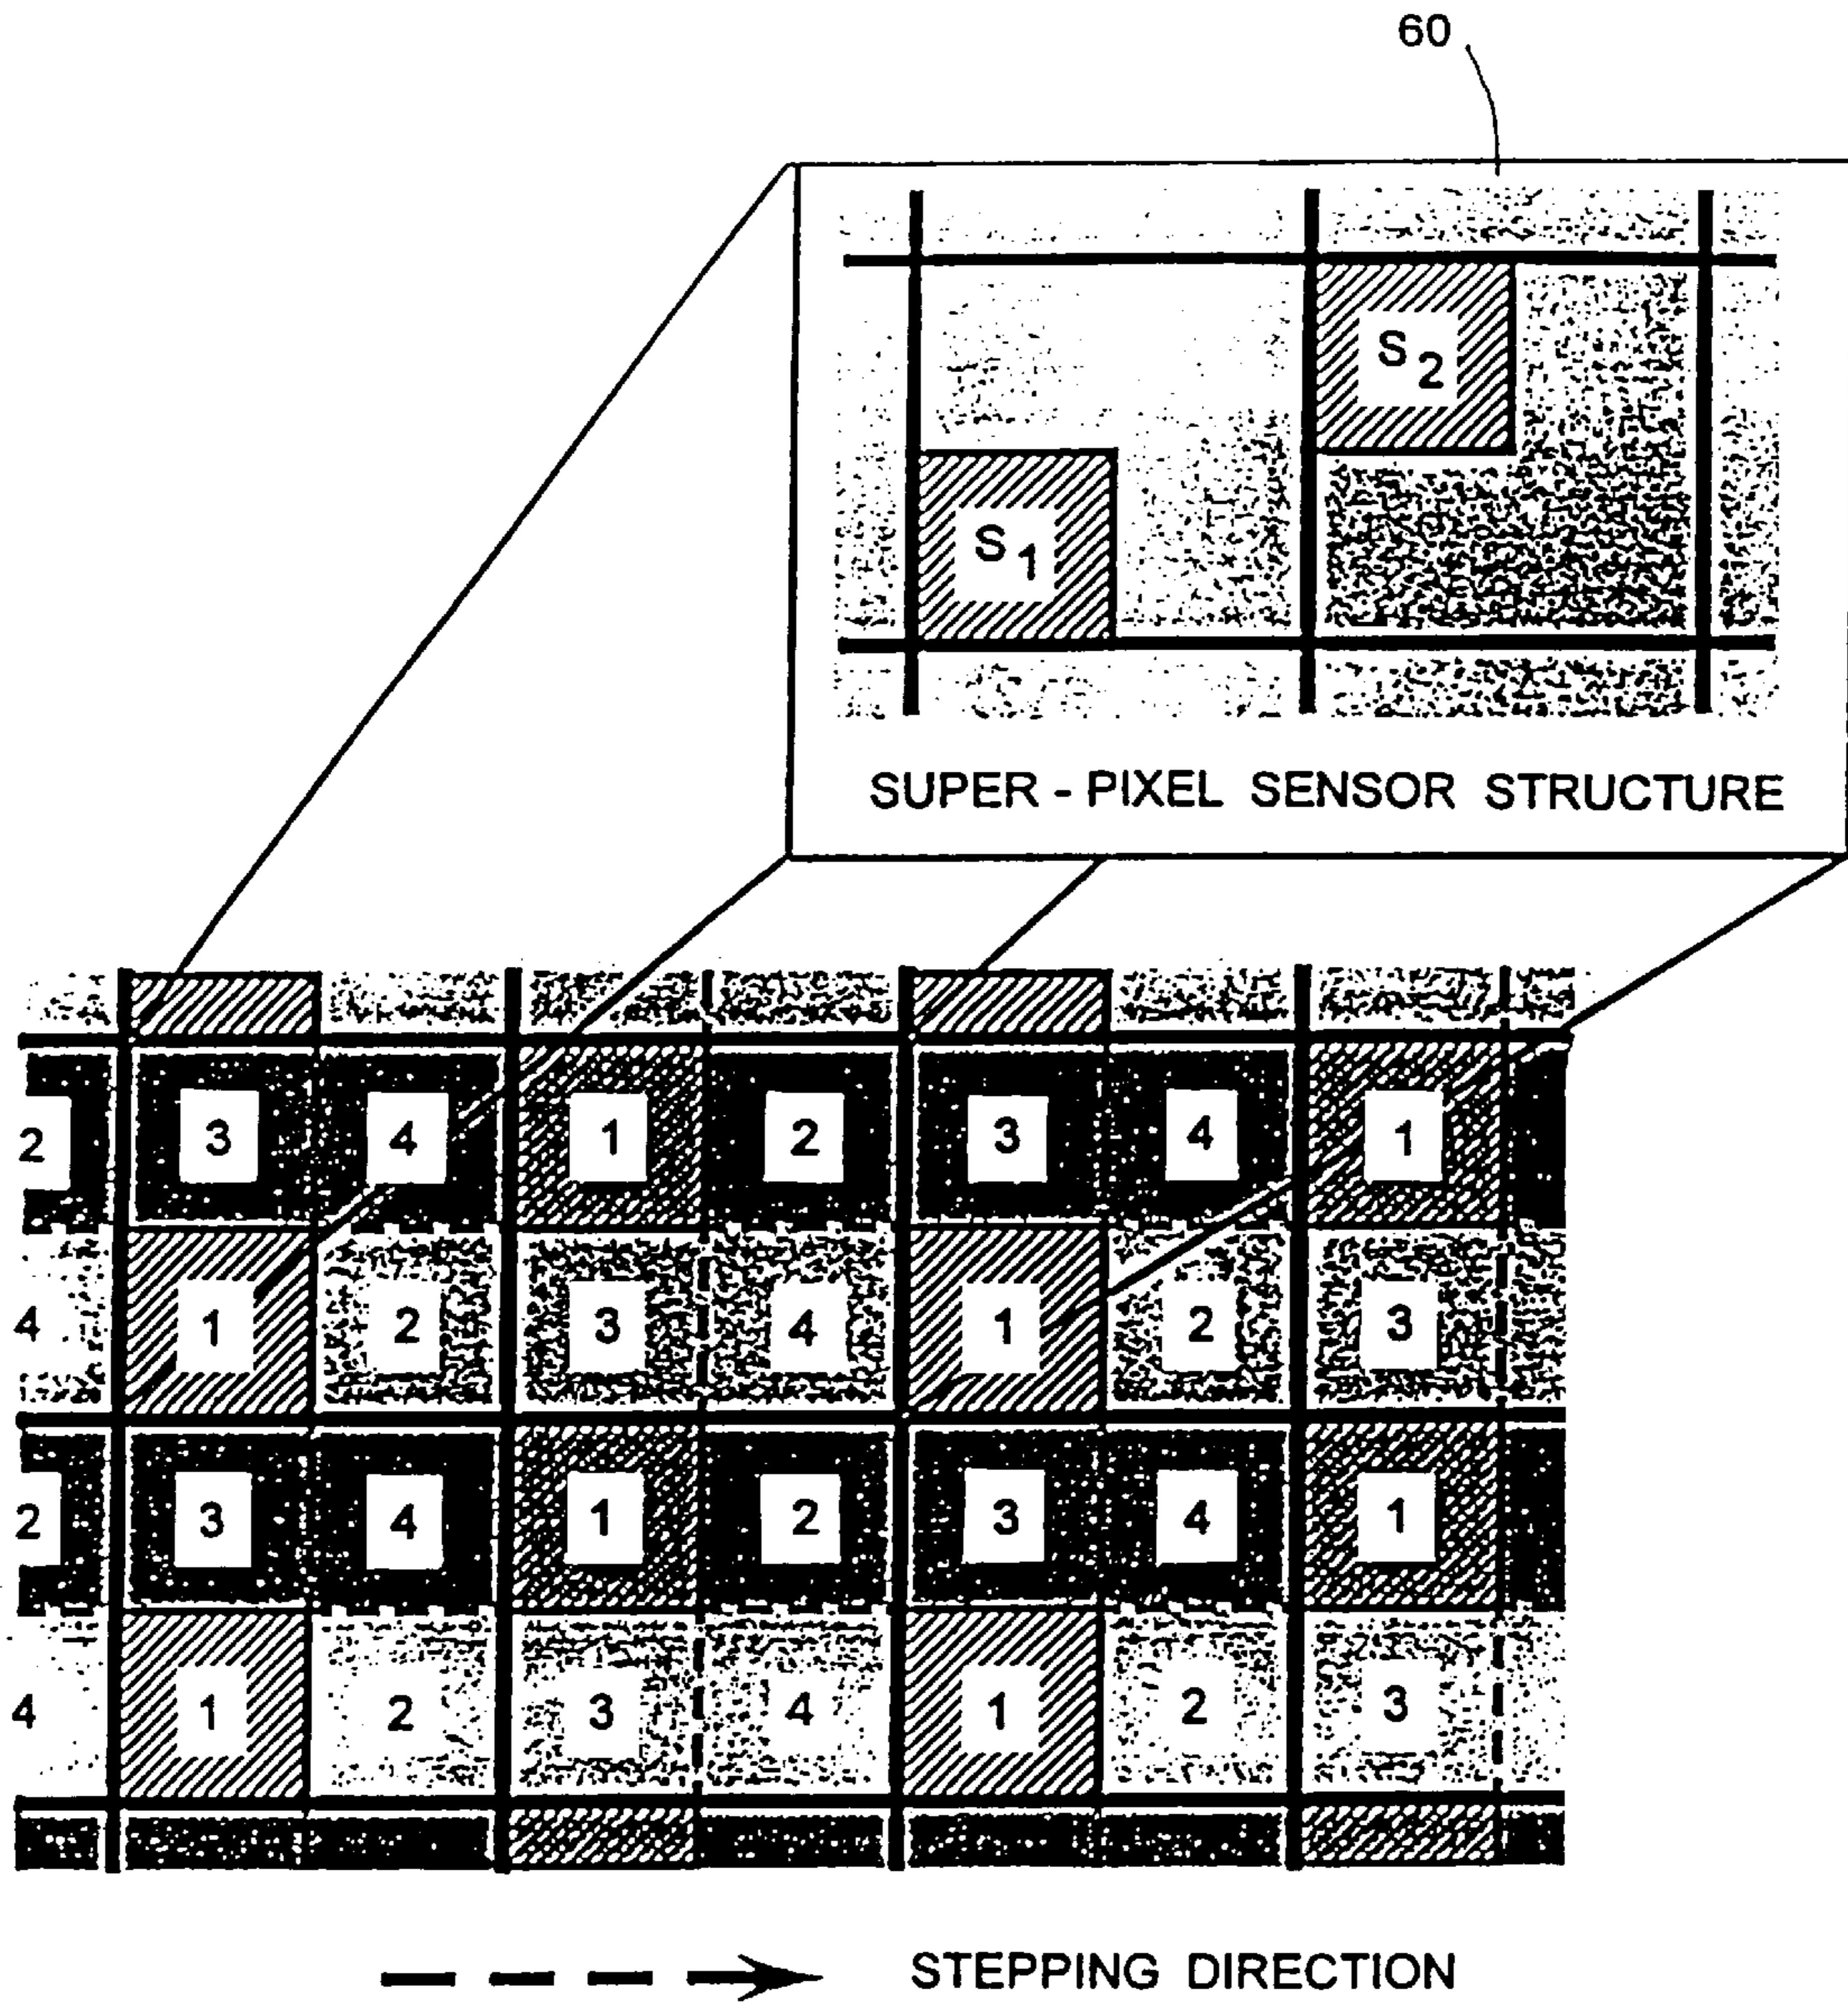 60
S2
S1
SUPER - PIXEL SENSOR STRUCTURE
2 3 4 1 2 3 4 1
4 1 2 3 4 1 2 3
2 3 4 1 2 3 4 1
4 1 2 3 4 1 2 3
STEPPING DIRECTION